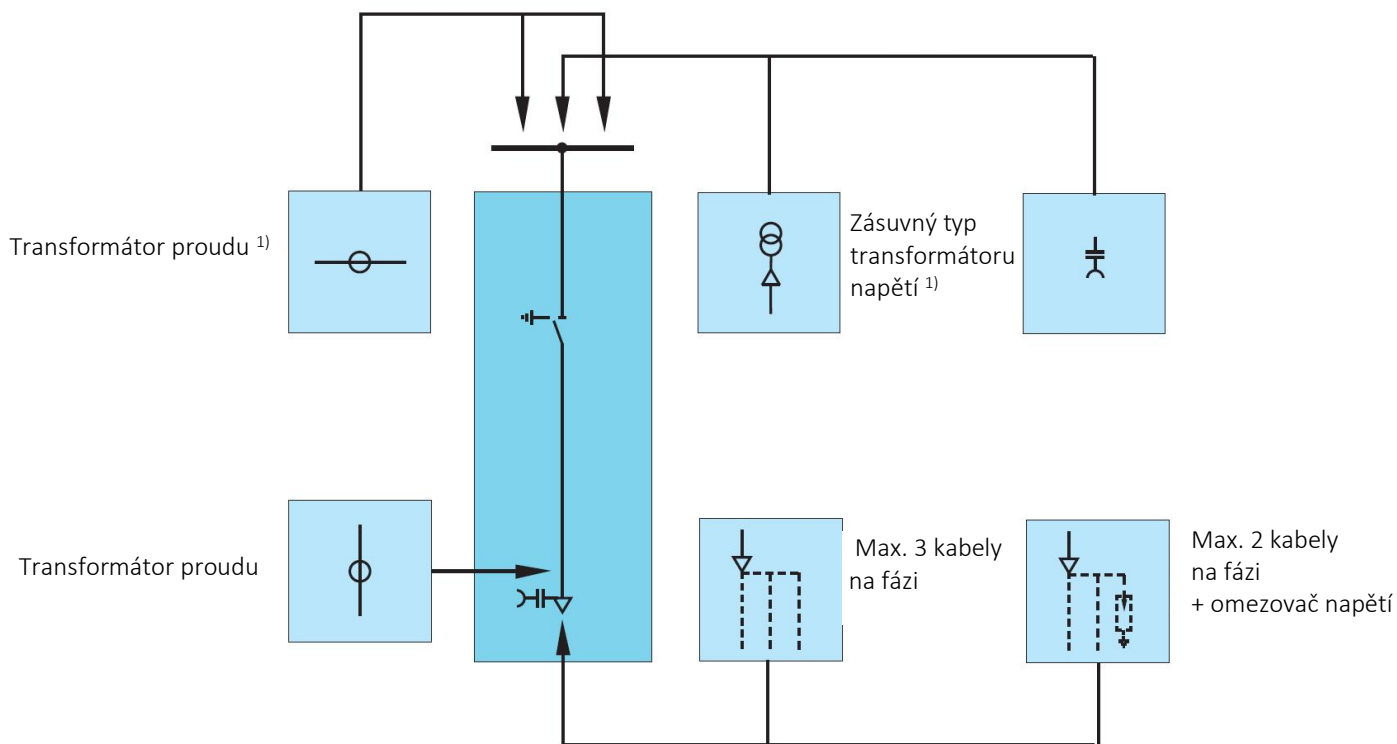 Transformátor proudu 1)
Zásuvný typ
transformátoru
napětí 1)
Transformátor proudu
Max. 3 kabely
na fázi
Max. 2 kabely
na fázi
+ omezovač napětí